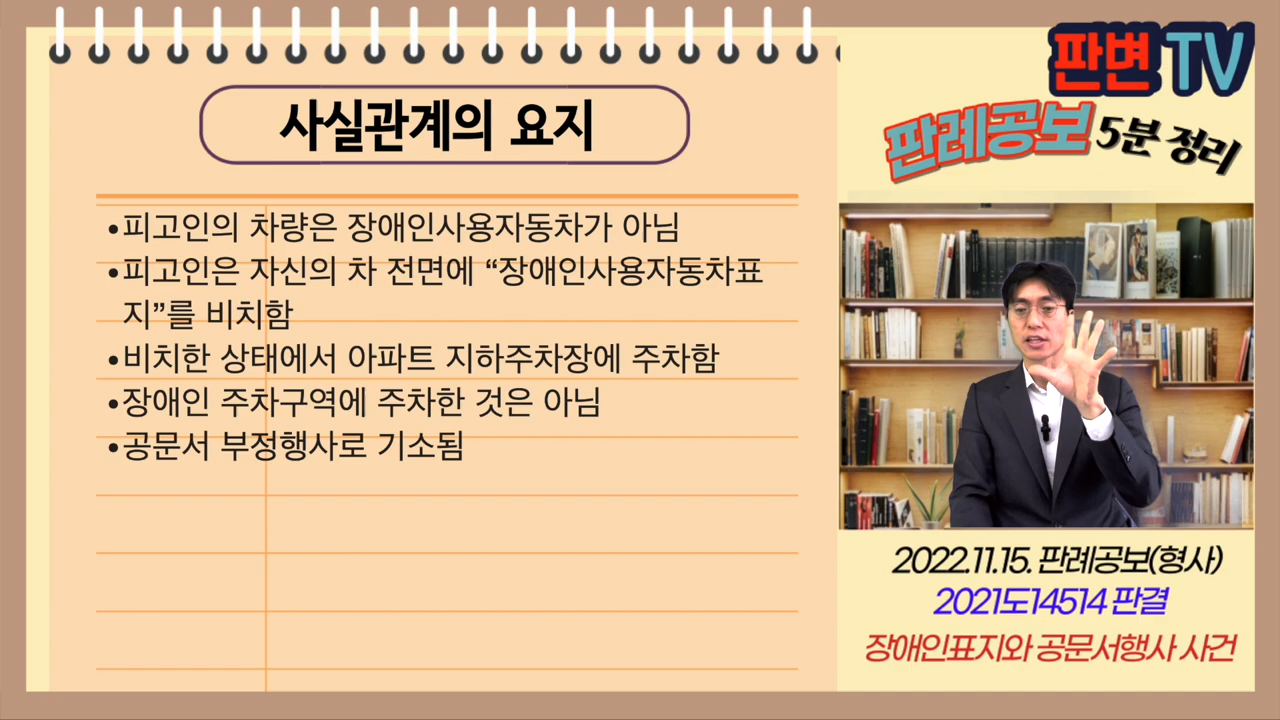 판변 TV
판례공보 5분 정리
사실관계의 요지
•피고인의 차량은 장애인사용자동차가 아님
•피고인은 자신의 차 전면에 “장애인사용자동차표
지”를 비치함
•비치한 상태에서 아파트 지하주차장에 주차함
•장애인 주차구역에 주차한 것은 아님
•공문서 부정행사로 기소됨
2022.11.15. 판례공보(형사)
2021도14514 판결
장애인표지와 공문서행사 사건